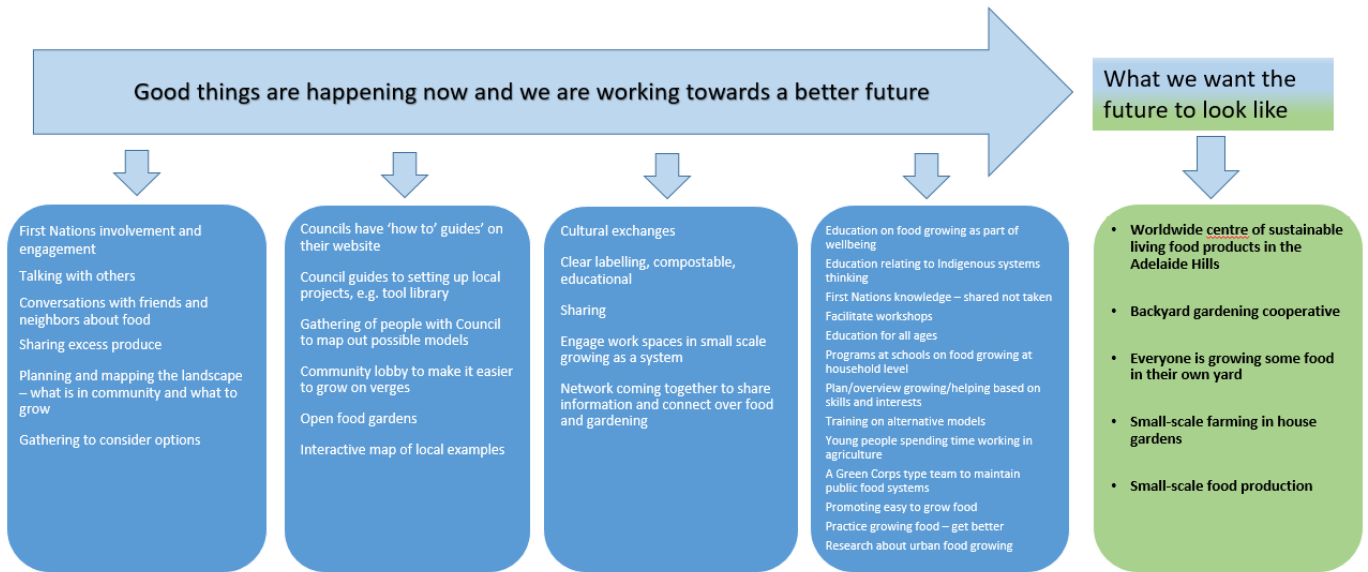 Good things are happening now and we are working towards a better future
What we want the
future to look like
First Nations involvement and
engagement
Talking with others
Conversations with friends and
neighbors about food
Sharing excess produce
Planning and mapping the landscape
– what is in community and what to
grow
Gathering to consider options
Councils have ‘how to’ guides’ on
their website
Council guides to setting up local
projects, e.g. tool library
Gathering of people with Council
to map out possible models
Community lobby to make it easier
to grow on verges
Open food gardens
Interactive map of local examples
Cultural exchanges
Clear labelling, compostable,
educational
Sharing
Engage work spaces in small scale
growing as a system
Network coming together to share
information and connect over food
and gardening
Education on food growing as part of
wellbeing
Education relating to Indigenous systems
thinking
First Nations knowledge – shared not taken
Facilitate workshops
Education for all ages
Programs at schools on food growing at
household level
Plan/overview growing/helping based on
skills and interests
Training on alternative models
Young people spending time working in
agriculture
A Green Corps type team to maintain
public food systems
Promoting easy to grow food
Practice growing food – get better
Research about urban food growing
• Worldwide centre of sustainable
living food products in the
Adelaide Hills
• Backyard gardening cooperative
• Everyone is growing some food
in their own yard
• Small-scale farming in house
gardens
• Small-scale food production